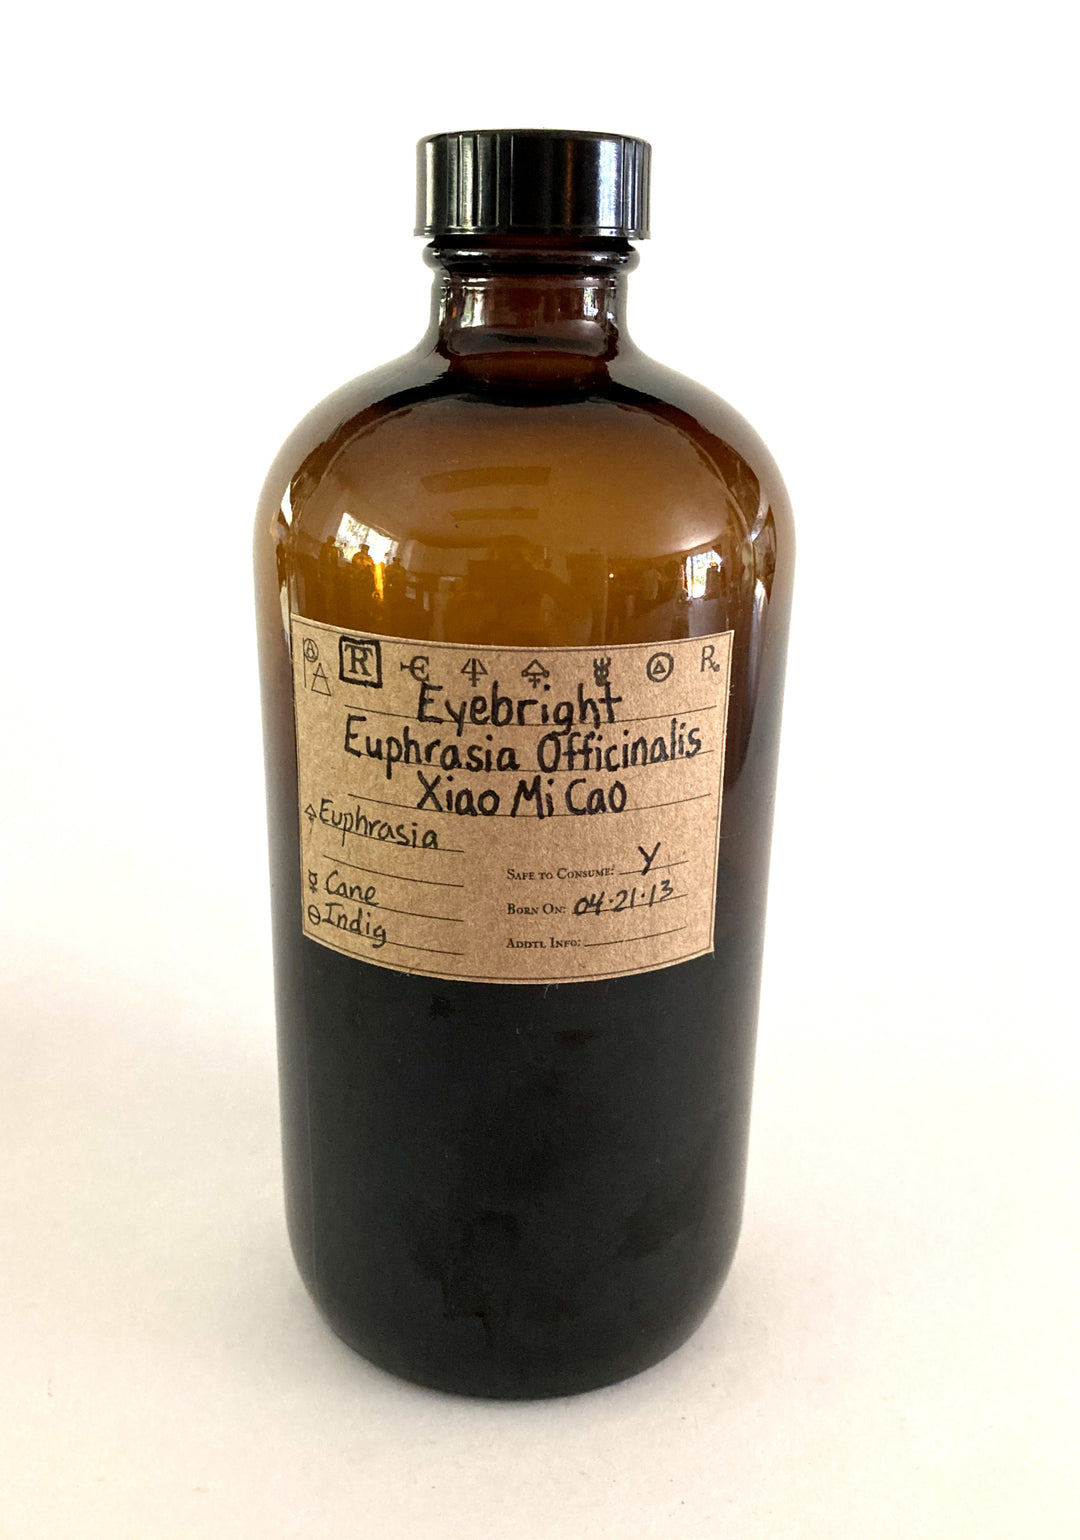 TF E ℞
Eyebright
Euphrasia Officinalis
Xiao Mi Cao
Euphrasia
Cane
Indig
Safe to Consume: Y
Born On: 04·21·13
Addtl Info: